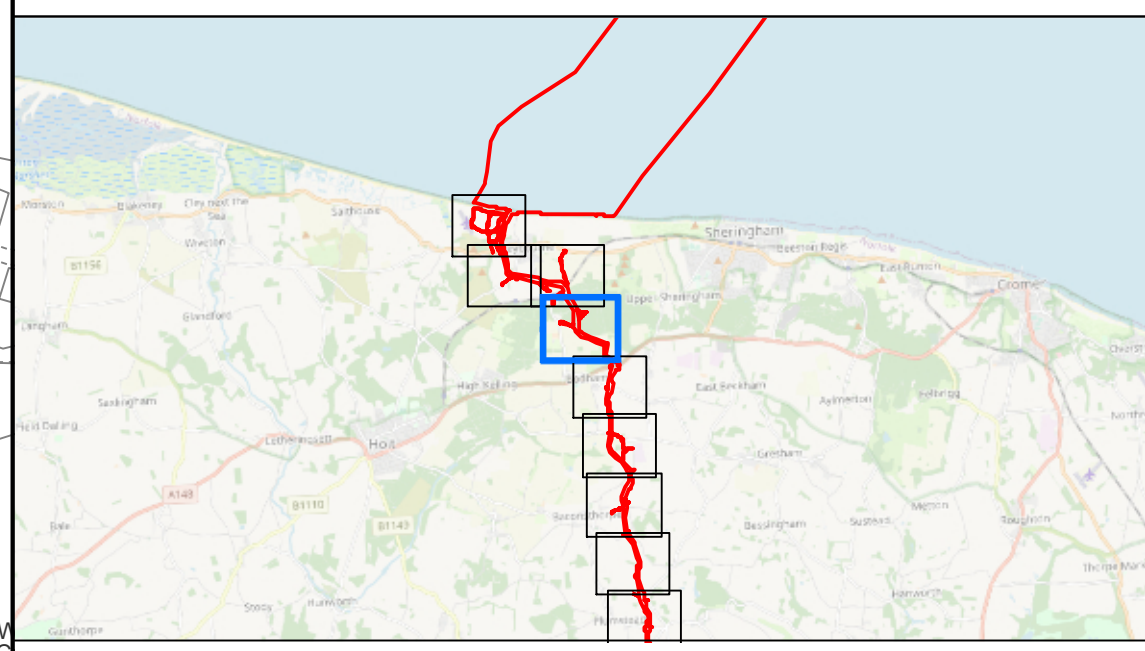 Morston
Blakeney
Cley next the
Sea
Salthouse
Wiveton
Sheringham
Beeston Regis
East Runton
Cromer
B1156
Upper Sheringham
Glandford
Langham
Bodham
High Kelling
East Beckham
Saxlingham
Aylmerton
Felbrigg
Field Dalling
Letheringsett
Holt
Gresham
A148
B1110
B1149
Baconsthorpe
Bessingham
Sustead
Metton
Roughton
Bale
Thorpe Mar
Stody
Hunworth
Hanworth
Plumstead
Gunthorpe